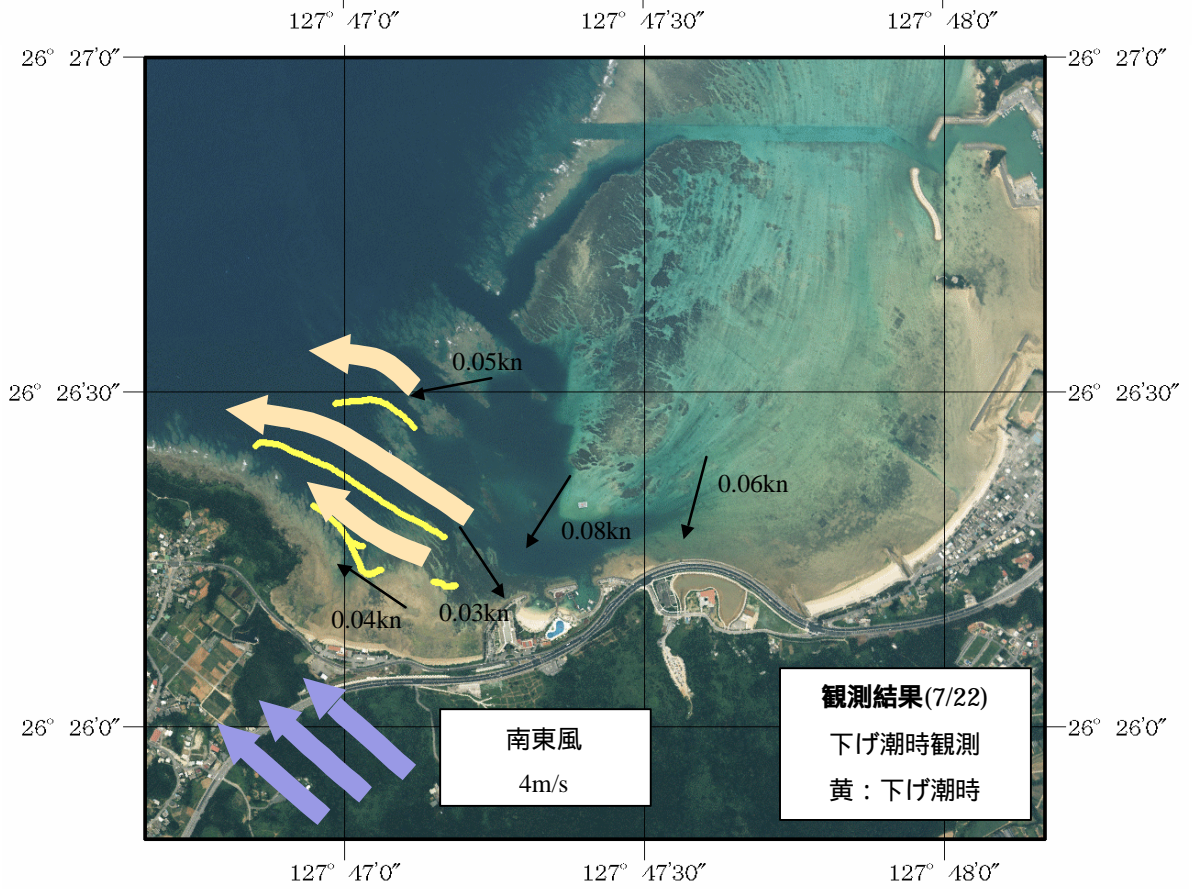 127° 47′0″
127° 47′30″
127° 48′0″
26° 27′0″
26° 27′0″
0.05kn
26° 26′30″
26° 26′30″
0.06kn
0.08kn
0.04kn
0.03kn
観測結果(7/22)
下げ潮時観測
黄：下げ潮時
南東風
4m/s
26° 26′0″
26° 26′0″
127° 47′0″
127° 47′30″
127° 48′0″